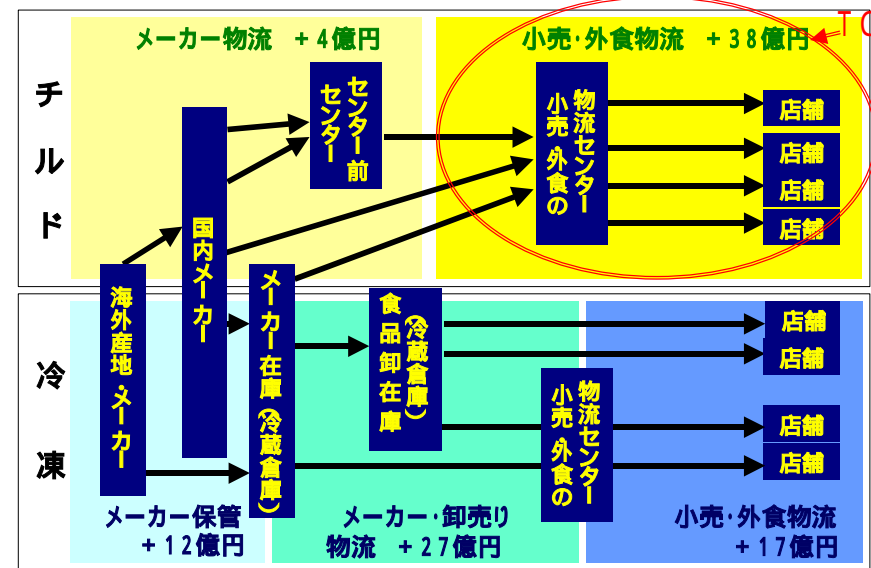 メーカー物流 +4億円
小売・外食物流 +38億円
TC
チルド
センター前
センター
国内メーカー
海外産地・メーカー
小売・外食の
物流センター
店舗
店舗
店舗
店舗
冷凍
メーカー在庫(冷蔵倉庫)
食品卸在庫
(冷蔵倉庫)
小売・外食の
物流センター
店舗
店舗
店舗
店舗
メーカー保管
+12億円
メーカー・卸売り
物流 +27億円
小売・外食物流
+17億円